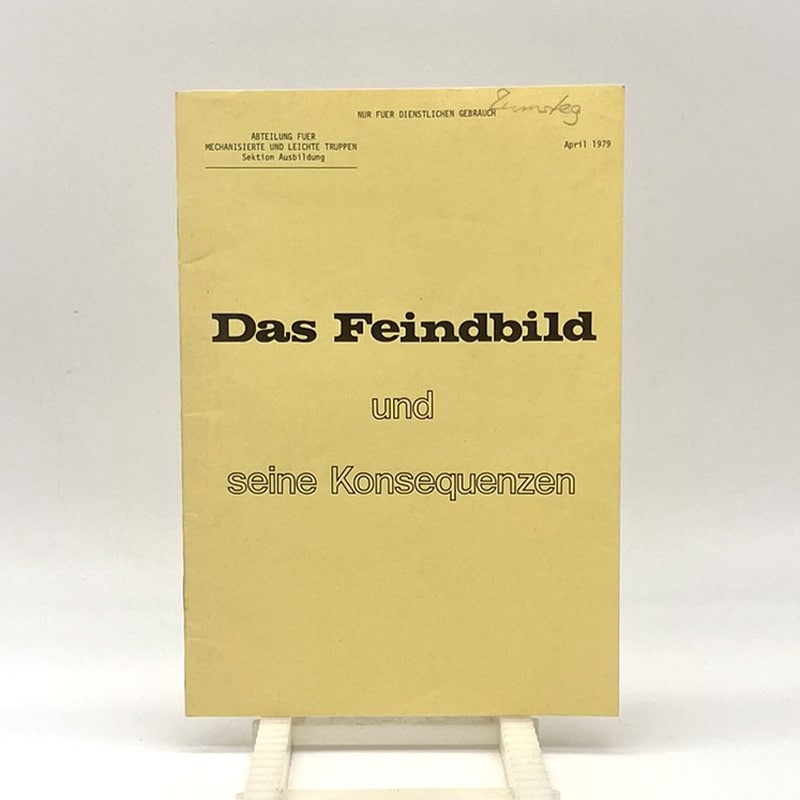 NUR FUER DIENSTLICHEN GEBRAUCH
Zumsteg
ABTEILUNG FUER
MECHANISIERTE UND LEICHTE TRUPPEN
Sektion Ausbildung
April 1979
Das Feindbild
und
seine Konsequenzen